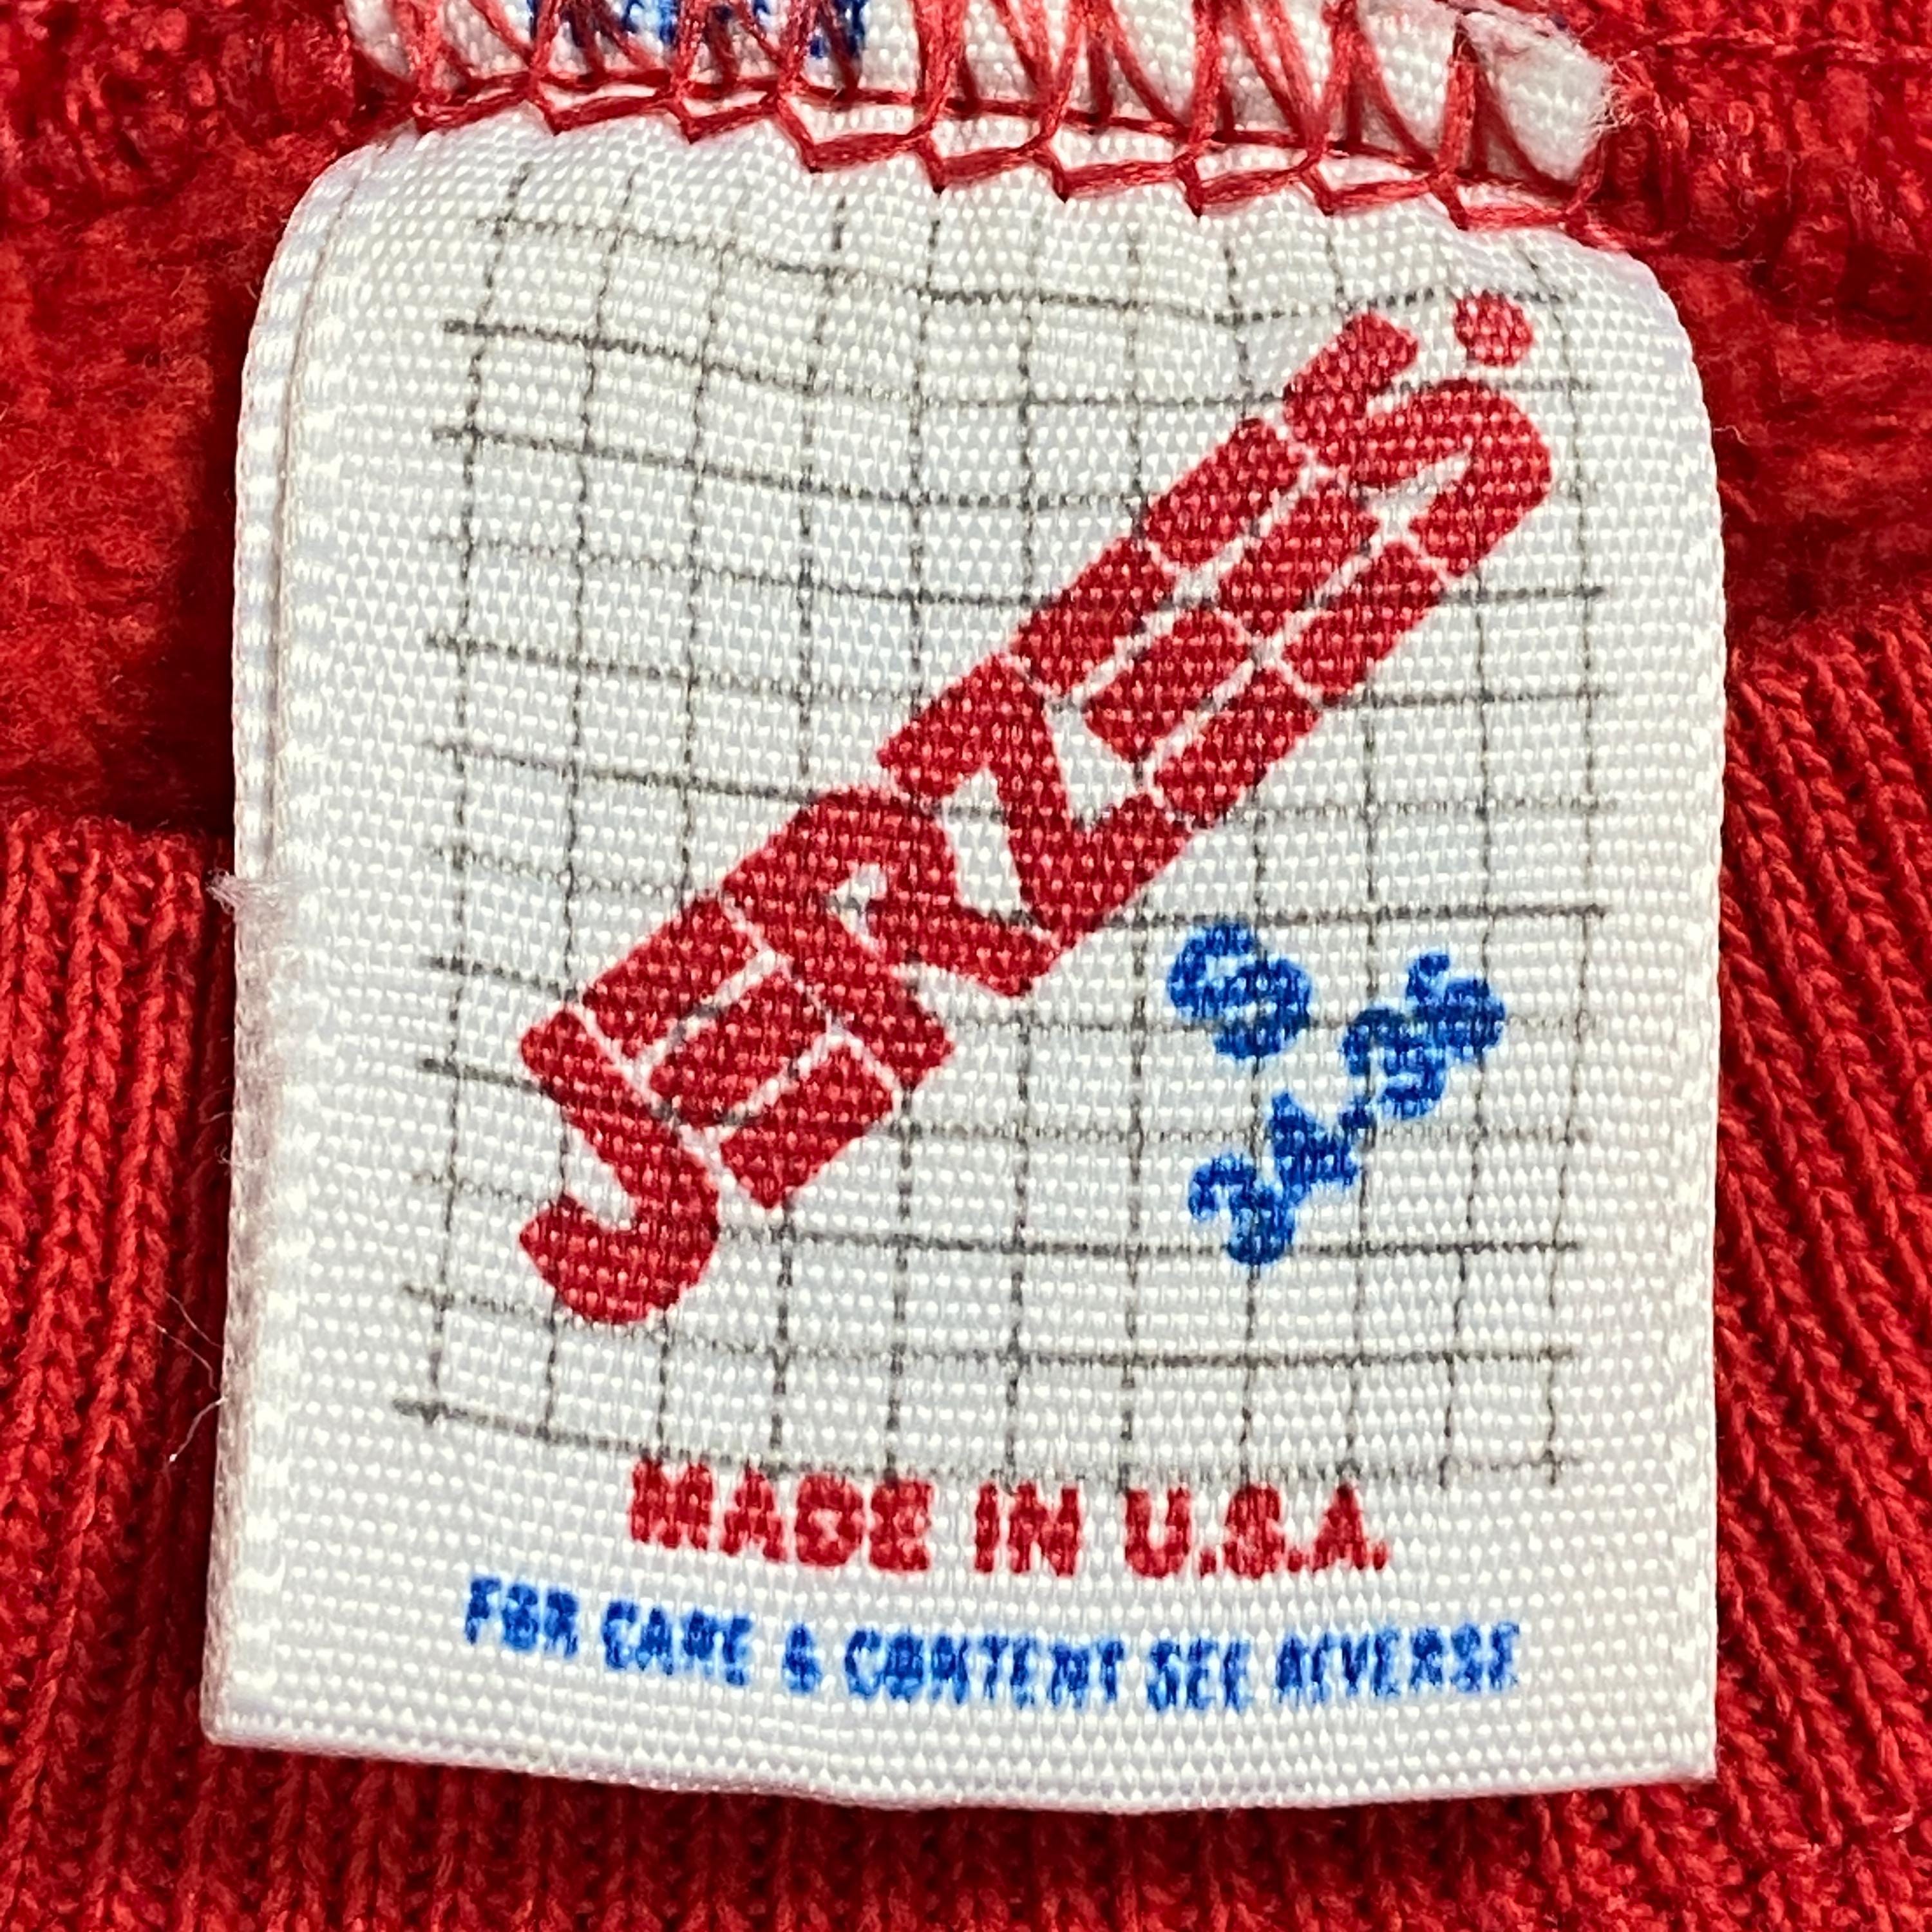 JERZEES
S
34-36
MADE IN U.S.A.
FOR CARE & CONTENT SEE REVERSE